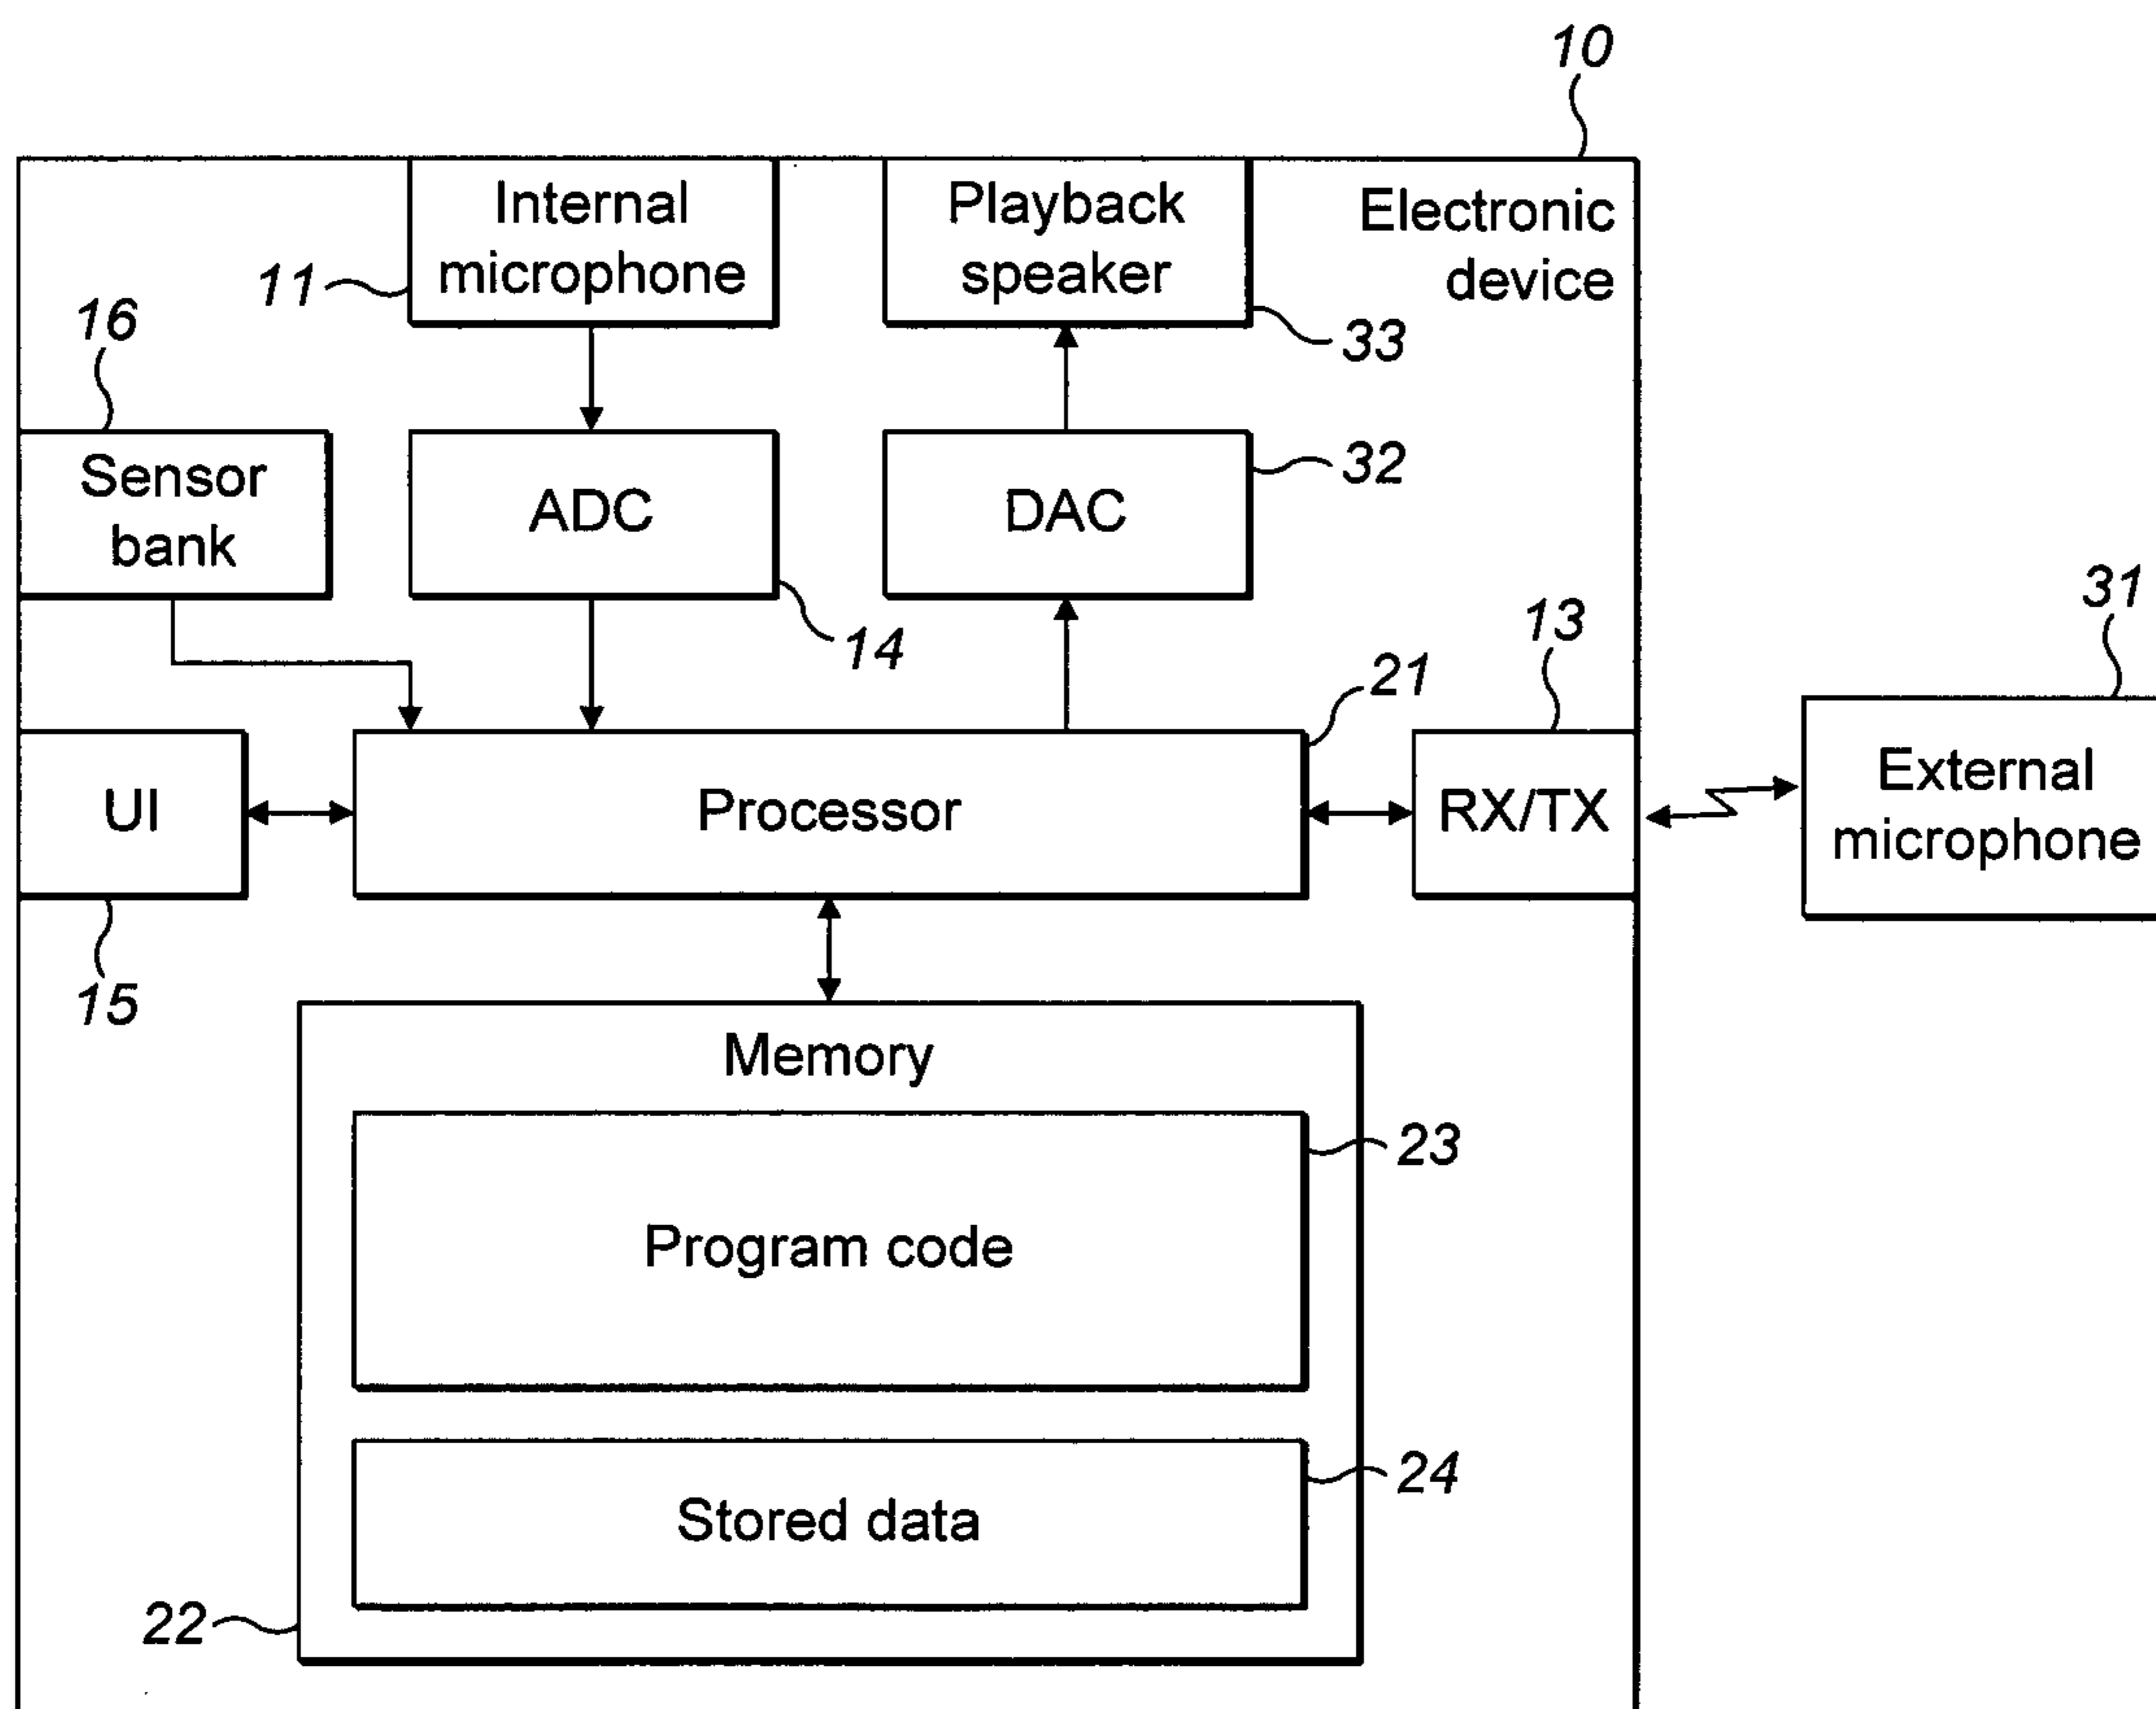 10
Internal
microphone
Playback
speaker
Electronic
device
11
33
16
Sensor
bank
ADC
DAC
32
14
13
31
21
UI
Processor
RX/TX
External
microphone
15
Memory
23
Program code
24
Stored data
22